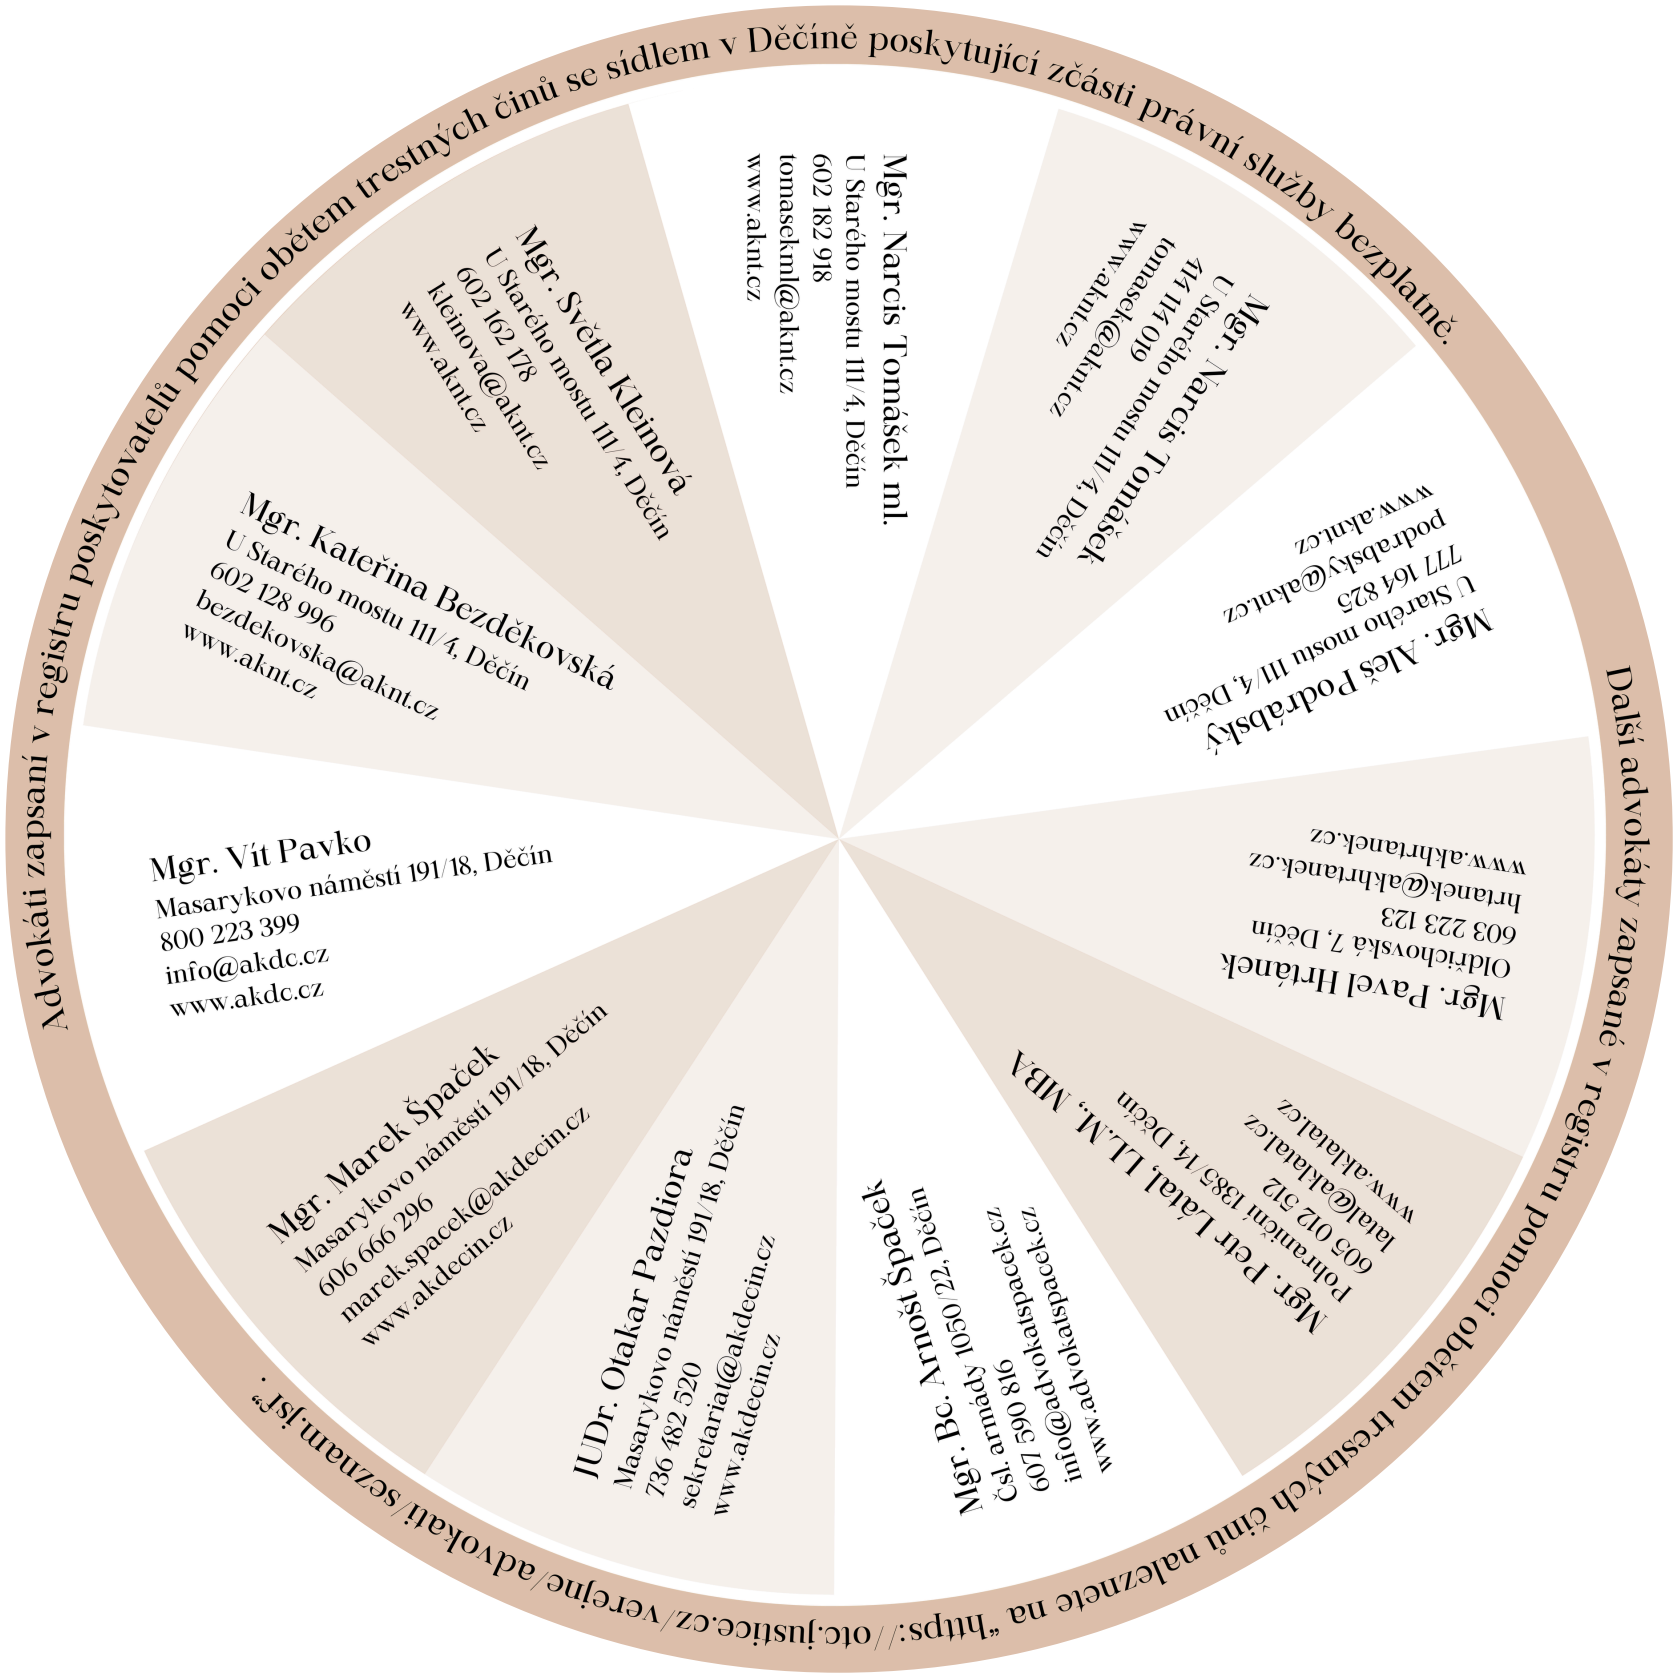 Advokáti zapsaní v registru poskytovatelů pomoci obětem trestných činů se sídlem v Děčíně poskytující zčásti právní služby bezplatně.
Další advokáty zapsané v registru pomoci obětem trestných činů naleznete na "https://otc.justice.cz/verejne/advokati/seznam.jsf".
Mgr. Narcis Tomášek ml.
U Starého mostu 111/4, Děčín
602 182 918
tomasekml@aknt.cz
www.aknt.cz
Mgr. Narcis Tomášek
U Starého mostu 111/4, Děčín
414 114 019
tomasek@aknt.cz
www.aknt.cz
Mgr. Aleš Podrábský
U Starého mostu 111/4, Děčín
777 164 825
podrabsky@aknt.cz
www.aknt.cz
Mgr. Pavel Hrtánek
Oldřichovská 7, Děčín
603 223 123
hrtanek@akhrtanek.cz
www.akhrtanek.cz
Mgr. Petr Látal, LL.M., MBA
Pohraniční 1385/14, Děčín
605 012 512
latal@aklatal.cz
www.aklatal.cz
Mgr. Bc. Arnošt Špaček
Čsl. armády 1050/22, Děčín
607 590 816
info@advokatspacek.cz
www.advokatspacek.cz
JUDr. Otakar Pazdiora
Masarykovo náměstí 191/18, Děčín
736 482 520
sekretariat@akdecin.cz
www.akdecin.cz
Mgr. Marek Špaček
Masarykovo náměstí 191/18, Děčín
606 666 296
marek.spacek@akdecin.cz
www.akdecin.cz
Mgr. Vít Pavko
Masarykovo náměstí 191/18, Děčín
800 223 399
info@akdc.cz
www.akdc.cz
Mgr. Kateřina Bezděkovská
U Starého mostu 111/4, Děčín
602 128 996
bezdekovska@aknt.cz
www.aknt.cz
Mgr. Světla Kleinová
U Starého mostu 111/4, Děčín
602 162 178
kleinova@aknt.cz
www.aknt.cz